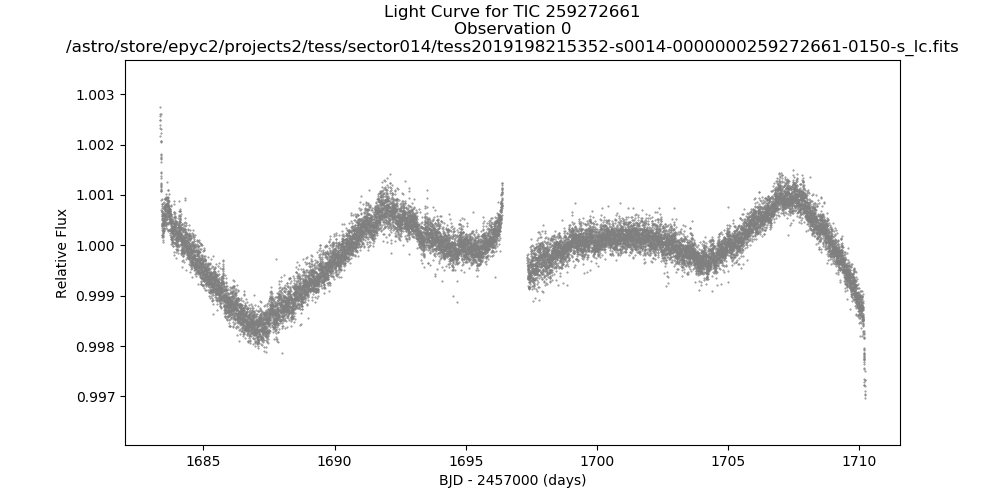 Light Curve for TIC 259272661
Observation 0
/astro/store/epyc2/projects2/tess/sector014/tess2019198215352-s0014-0000000259272661-0150-s_lc.fits
1.003
1.002
1.001
1.000
0.999
0.998
0.997
Relative Flux
1685
1690
1695
1700
1705
1710
BJD - 2457000 (days)